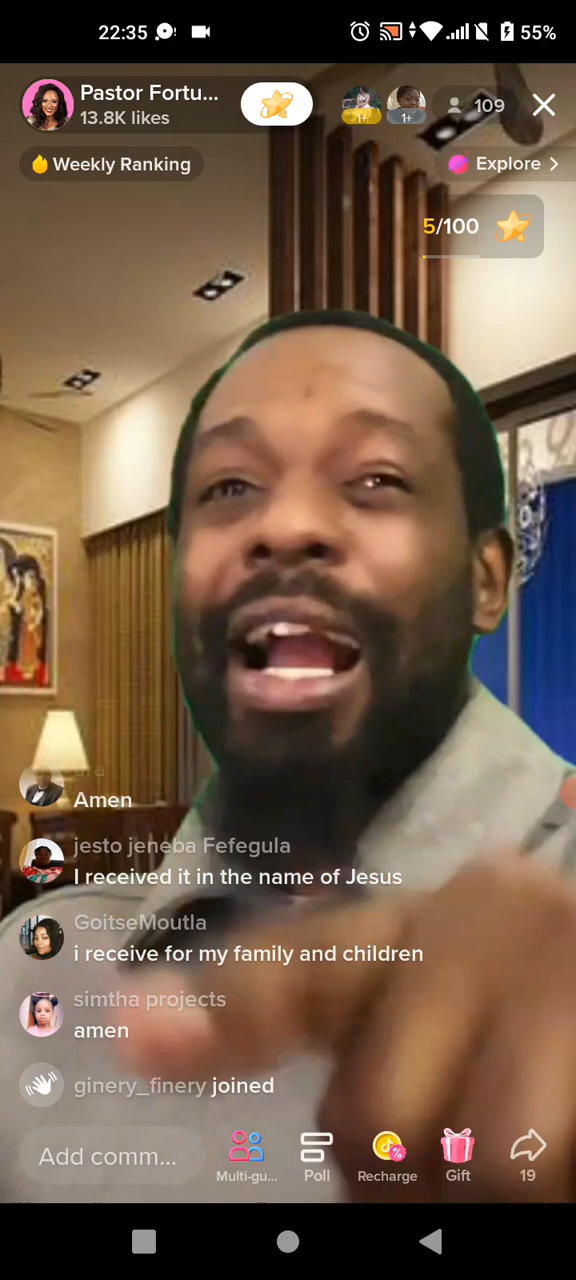 22:35
55%
Pastor Fortu...
13.8K likes
1+
1+
109
Weekly Ranking
Explore >
5/100
Amen
jesto jeneba Fefegula
I received it in the name of Jesus
GoitseMoutla
i receive for my family and children
simtha projects
amen
ginery_finery joined
Add comm...
Multi-gu...
Poll
Recharge
Gift
19